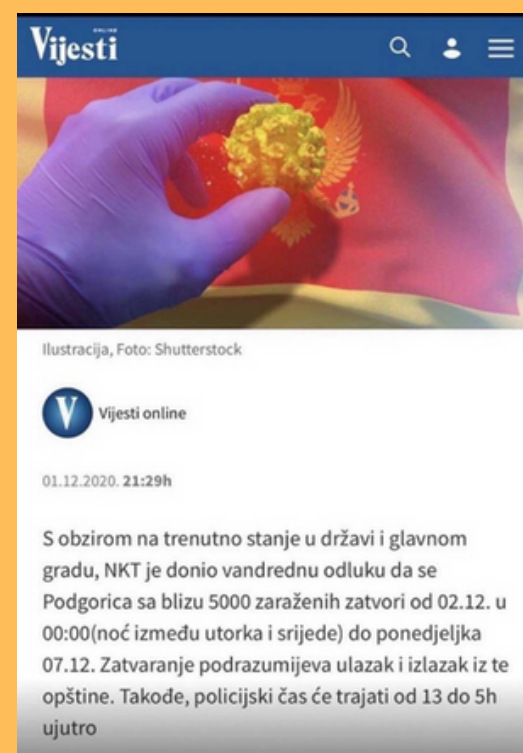 ONLINE
Vijesti
Ilustracija, Foto: Shutterstock
V
Vijesti online
01.12.2020. 21:29h
S obzirom na trenutno stanje u državi i glavnom
gradu, NKT je donio vandrednu odluku da se
Podgorica sa blizu 5000 zaraženih zatvori od 02.12. u
00:00(noć između utorka i srijede) do ponedjeljka
07.12. Zatvaranje podrazumijeva ulazak i izlazak iz te
opštine. Takođe, policijski čas će trajati od 13 do 5h
ujutro